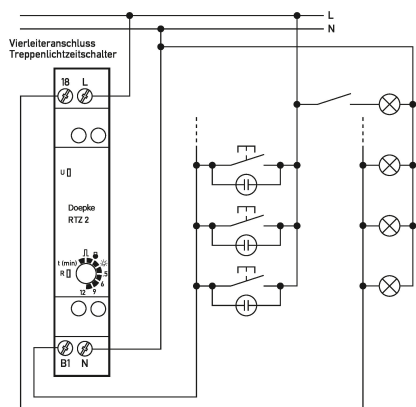 L
N
Vierleiteranschluss
Treppenlichtzeitschalter
18 L
U
Doepke
RTZ 2
t (min)
R
.5
6
9
12
B1 N